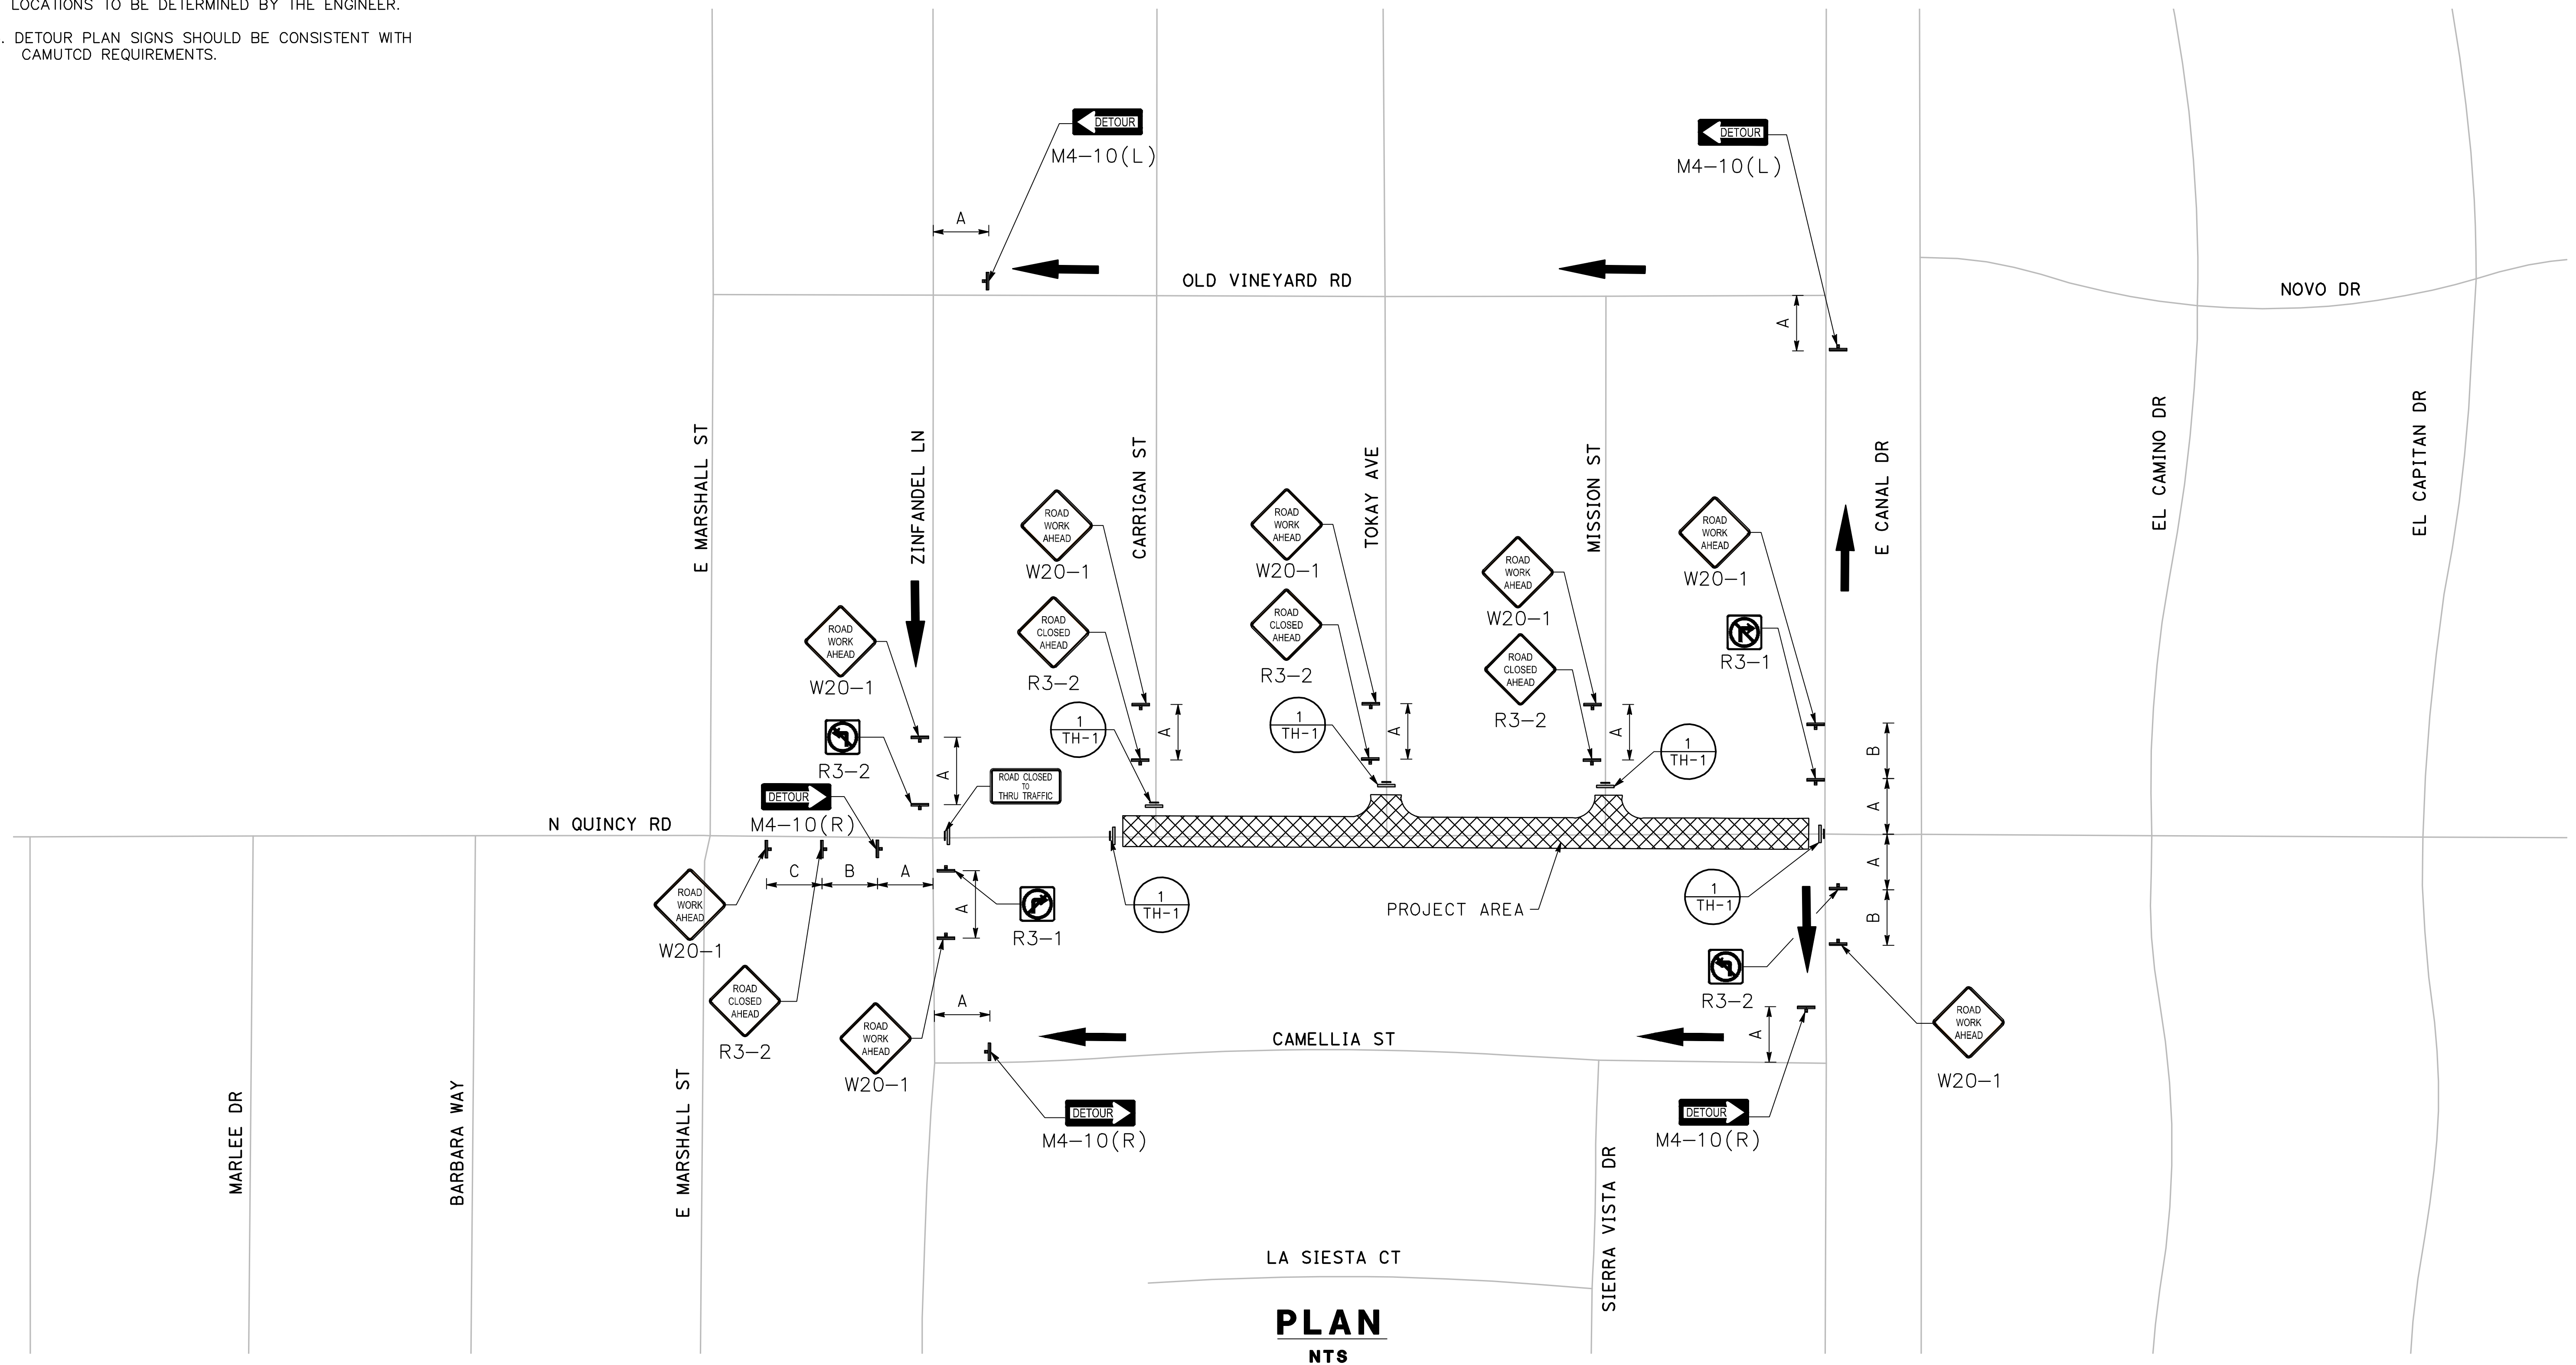 LOCATIONS TO BE DETERMINED BY THE ENGINEER.
. DETOUR PLAN SIGNS SHOULD BE CONSISTENT WITH
CAMUTCD REQUIREMENTS.
DETOUR
M4-10(L)
DETOUR
M4-10(L)
A
OLD VINEYARD RD
NOVO DR
A
E MARSHALL ST
ZINFANDEL LN
CARRIGAN ST
TOKAY AVE
MISSION ST
E CANAL DR
EL CAMINO DR
EL CAPITAN DR
ROAD
WORK
AHEAD
W20-1
ROAD
WORK
AHEAD
W20-1
ROAD
WORK
AHEAD
W20-1
ROAD
WORK
AHEAD
W20-1
ROAD
WORK
AHEAD
W20-1
ROAD
CLOSED
AHEAD
R3-2
ROAD
CLOSED
AHEAD
R3-2
ROAD
CLOSED
AHEAD
R3-2
R3-1
1
TH-1
1
TH-1
1
TH-1
A
A
A
A
B
A
R3-2
DETOUR
M4-10(R)
ROAD CLOSED
TO
THRU TRAFFIC
N QUINCY RD
C
B
A
A
A
B
ROAD
WORK
AHEAD
W20-1
R3-1
1
TH-1
PROJECT AREA
1
TH-1
ROAD
CLOSED
AHEAD
R3-2
ROAD
WORK
AHEAD
W20-1
A
R3-2
A
ROAD
WORK
AHEAD
W20-1
CAMELLIA ST
DETOUR
M4-10(R)
DETOUR
M4-10(R)
MARLEE DR
BARBARA WAY
E MARSHALL ST
SIERRA VISTA DR
LA SIESTA CT
PLAN
NTS